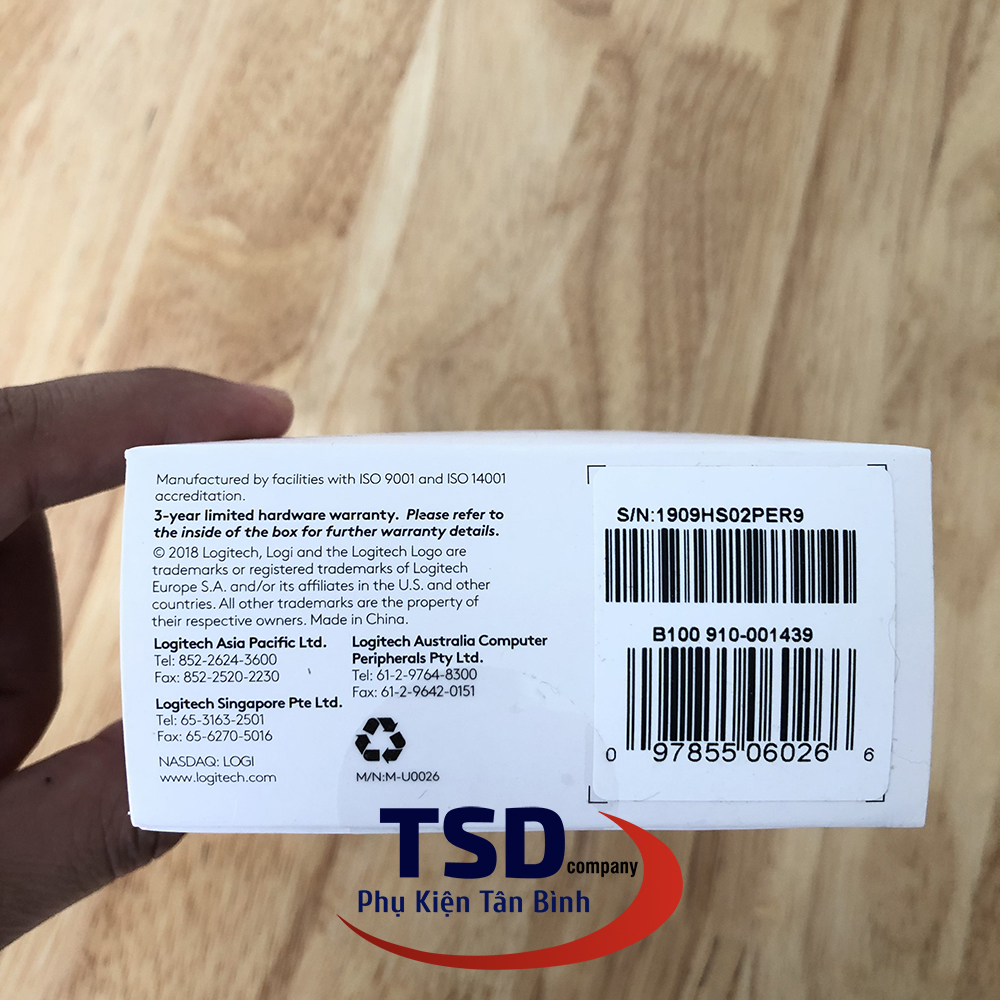 Manufactured by facilities with ISO 9001 and ISO 14001
accreditation.
3-year limited hardware warranty. Please refer to
the inside of the box for further warranty details.
© 2018 Logitech, Logi and the Logitech Logo are
trademarks or registered trademarks of Logitech
Europe S.A. and/or its affiliates in the U.S. and other
countries. All other trademarks are the property of
their respective owners. Made in China.
Logitech Asia Pacific Ltd.
Tel: 852-2624-3600
Fax: 852-2520-2230
Logitech Singapore Pte Ltd.
Tel: 65-3163-2501
Fax: 65-6270-5016
NASDAQ: LOGI
www.logitech.com
Logitech Australia Computer
Peripherals Pty Ltd.
Tel: 61-2-9764-8300
Fax: 61-2-9642-0151
M/N:M-U0026
S/N:1909HS02PER9
B100 910-001439
0 97855 06026 6
TSD company
Phụ Kiện Tân Bình